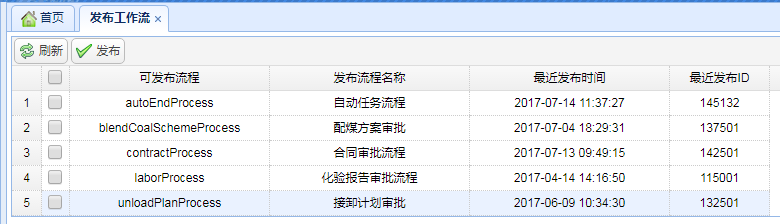 首页 发布工作流 ×
刷新 发布
可发布流程 发布流程名称 最近发布时间 最近发布ID
1 autoEndProcess 自动任务流程 2017-07-14 11:37:27 145132
2 blendCoalSchemeProcess 配煤方案审批 2017-07-04 18:29:31 137501
3 contractProcess 合同审批流程 2017-07-13 09:49:15 142501
4 laborProcess 化验报告审批流程 2017-04-14 14:16:50 115001
5 unloadPlanProcess 接卸计划审批 2017-06-09 10:34:30 132501